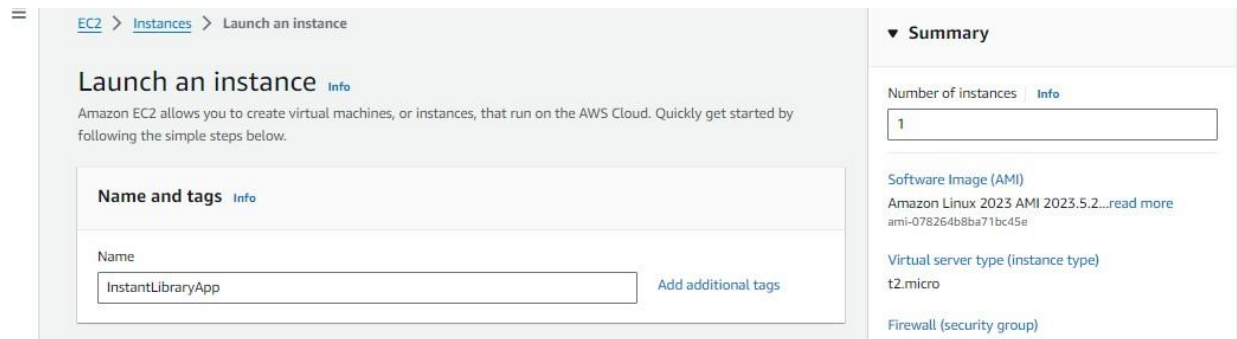 EC2 > Instances > Launch an instance
Launch an instance Info
Amazon EC2 allows you to create virtual machines, or instances, that run on the AWS Cloud. Quickly get started by
following the simple steps below.
Name and tags Info
Name
InstantLibraryApp
Add additional tags
Summary
Number of instances Info
1
Software Image (AMI)
Amazon Linux 2023 AMI 2023.5.2...read more
ami-078264b8ba71bc45e
Virtual server type (instance type)
t2.micro
Firewall (security group)